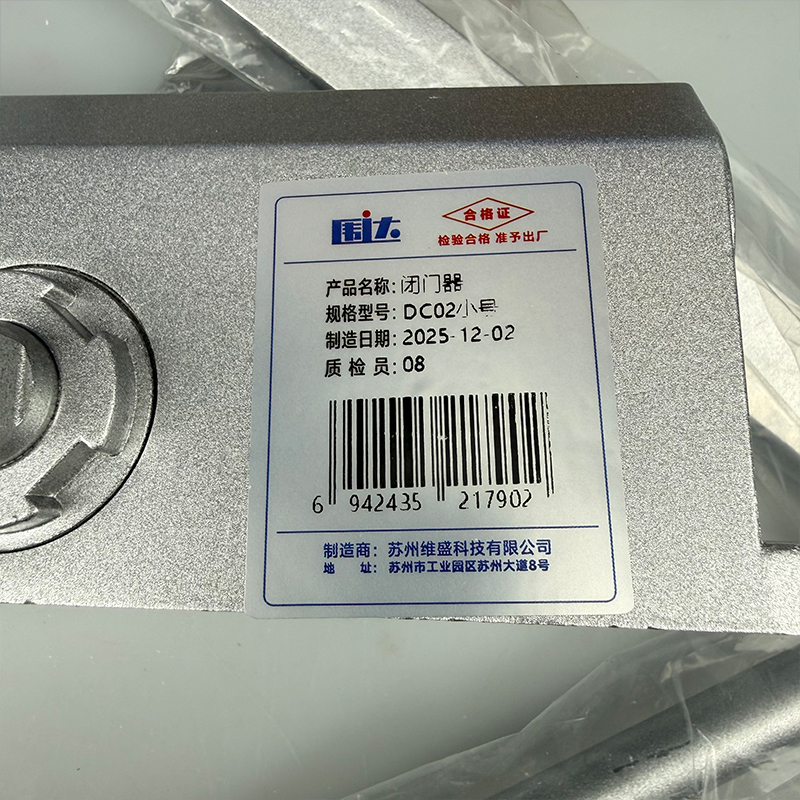 围达
合格证
检验合格 准予出厂
产品名称：闭门器
规格型号：DC02小号
制造日期：2025-12-02
质 检 员：08
6 942435 217902
制造商：苏州维盛科技有限公司
地 址：苏州市工业园区苏州大道8号